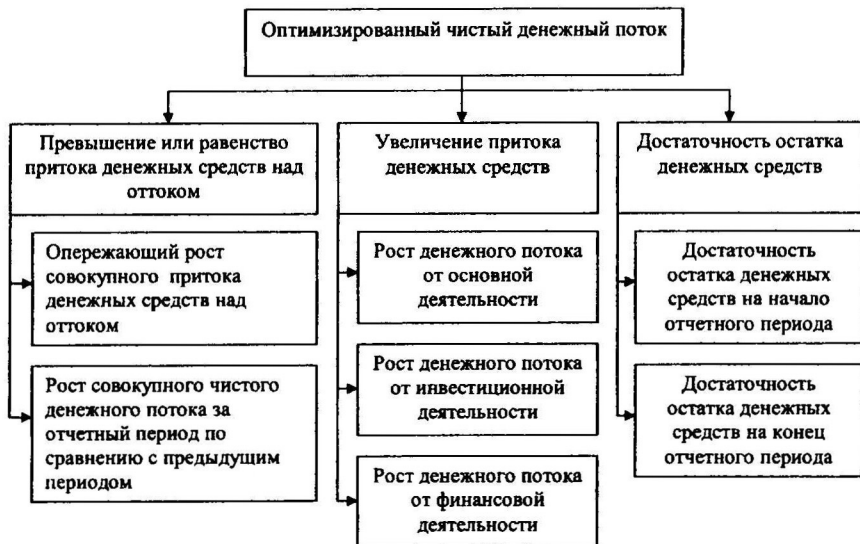 Оптимизированный чистый денежный поток
Превышение или равенство
притока денежных средств над
оттоком
Опережающий рост
совокупного притока
денежных средств над
оттоком
Рост совокупного чистого
денежного потока за
отчетный период по
сравнению с предыдущим
периодом
Увеличение притока
денежных средств
Рост денежного потока
от основной
деятельности
Рост денежного потока
от инвестиционной
деятельности
Рост денежного потока
от финансовой
деятельности
Достаточность остатка
денежных средств
Достаточность
остатка денежных
средств на начало
отчетного периода
Достаточность
остатка денежных
средств на конец
отчетного периода